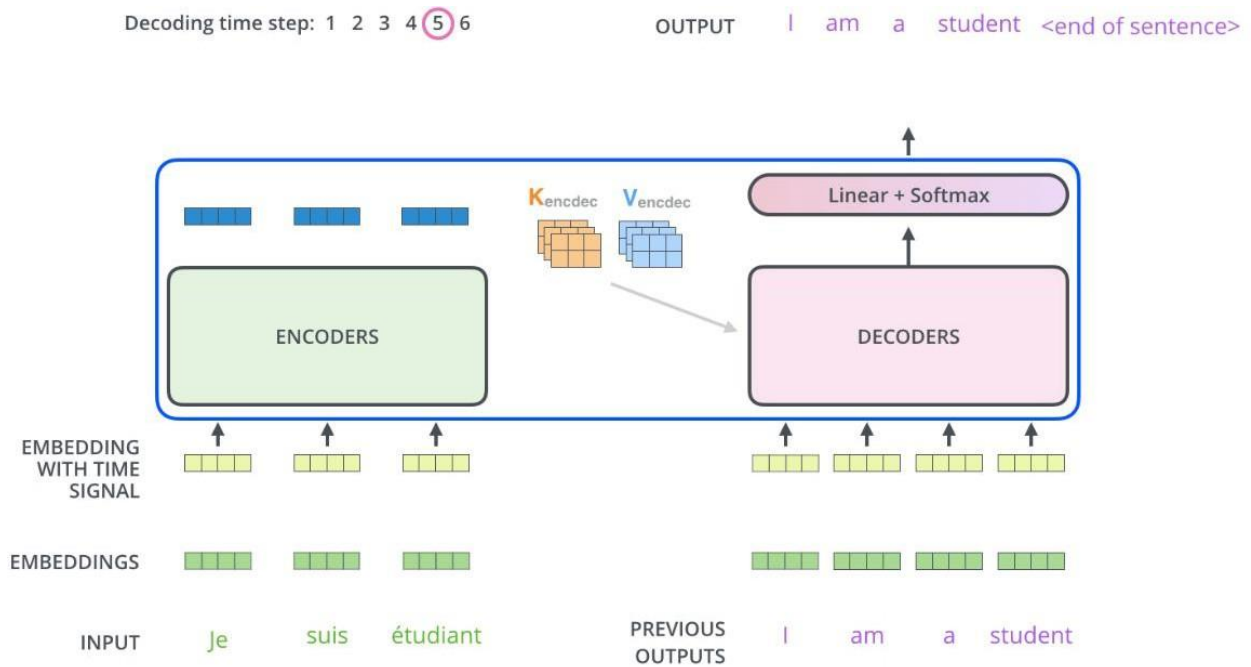 Decoding time step: 1 2 3 4 5 6
OUTPUT I am a student <end of sentence>
Kencdec Vencdec
Linear + Softmax
ENCODERS
DECODERS
EMBEDDING
WITH TIME
SIGNAL
EMBEDDINGS
INPUT Je suis étudiant
PREVIOUS
OUTPUTS I am a student